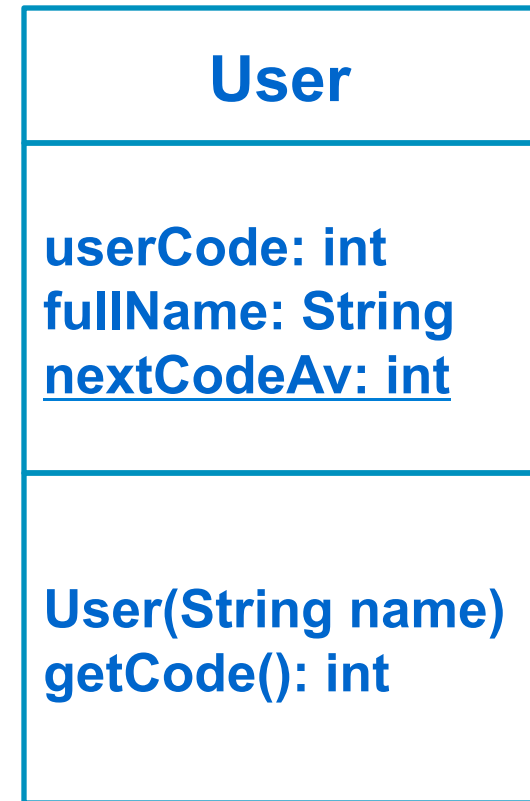 User
userCode: int
fullName: String
nextCodeAv: int
User(String name)
getCode(): int